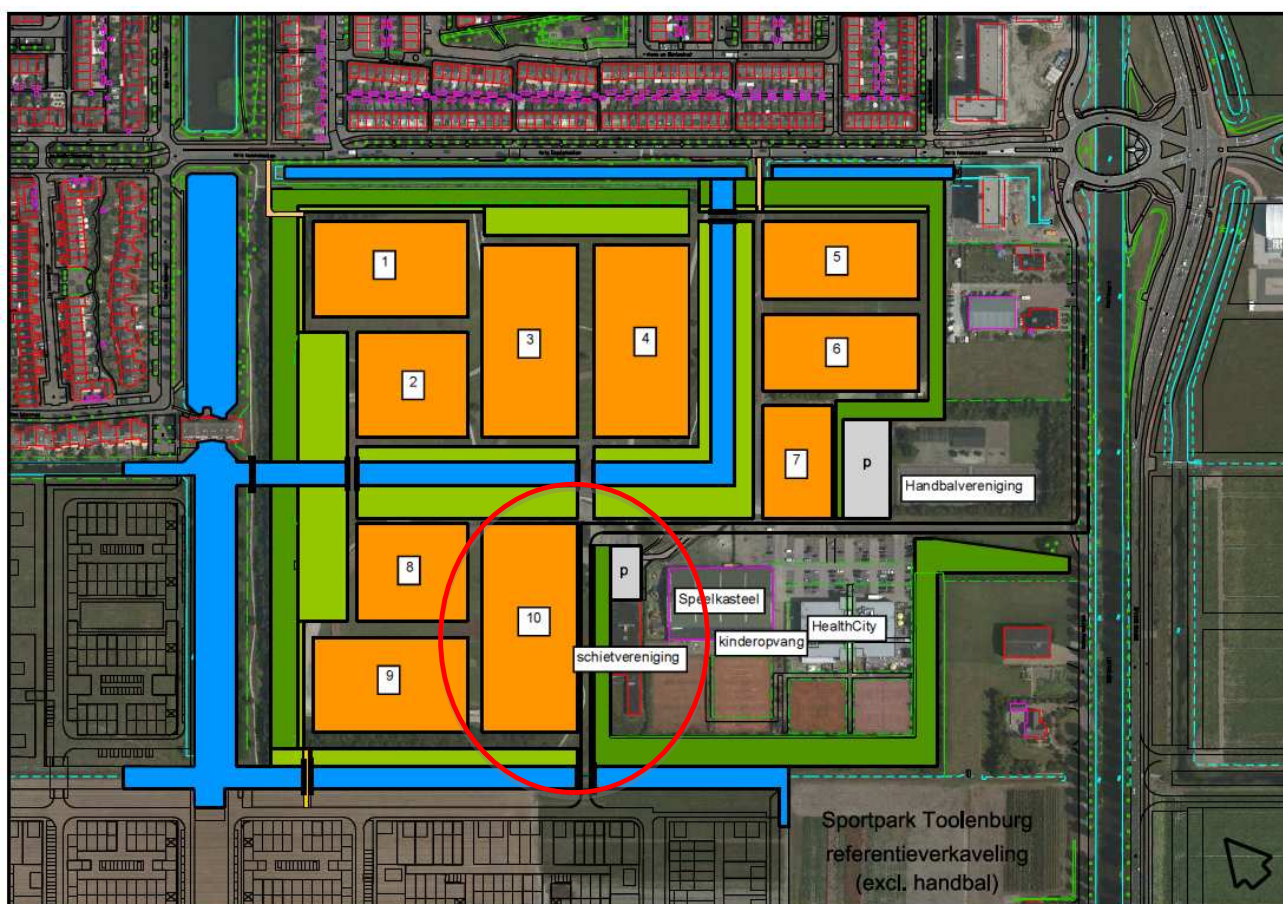 1
5
3
4
6
2
7
p
Handbalvereniging
8
p
10
Speelkasteel
HealthCity
kinderopvang
schietvereniging
9
Sportpark Toolenburg
referentieverkaveling
(excl. handbal)